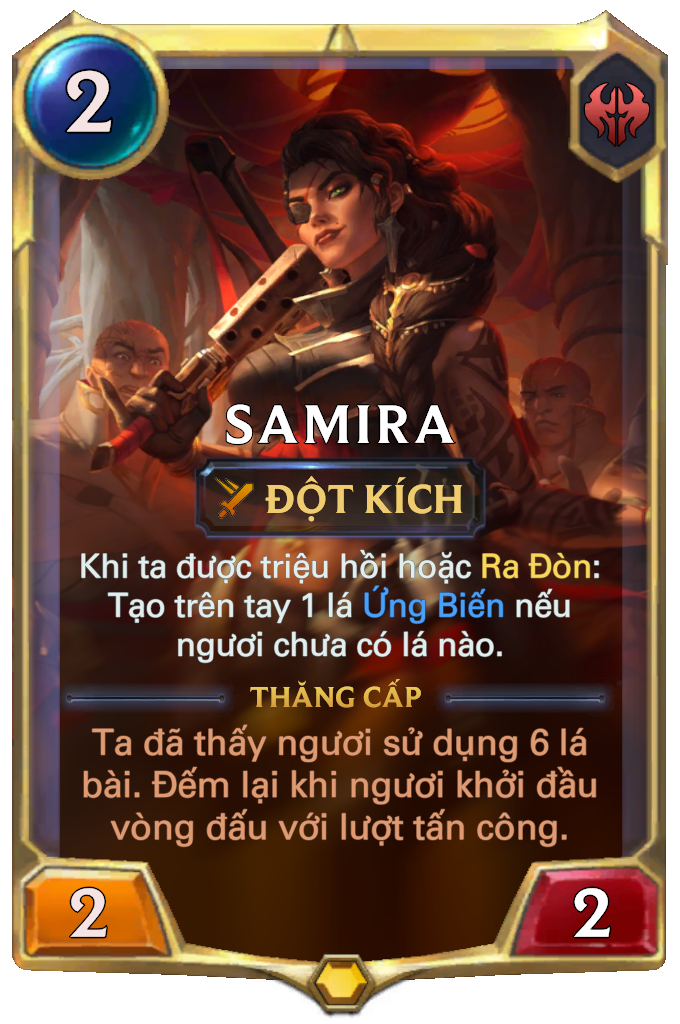 2
SAMIRA
ĐỘT KÍCH
Khi ta được triệu hồi hoặc Ra Đòn:
Tạo trên tay 1 lá Ứng Biến nếu
ngươi chưa có lá nào.
THĂNG CẤP
Ta đã thấy ngươi sử dụng 6 lá
bài. Đếm lại khi ngươi khởi đầu
vòng đấu với lượt tấn công.
2
2